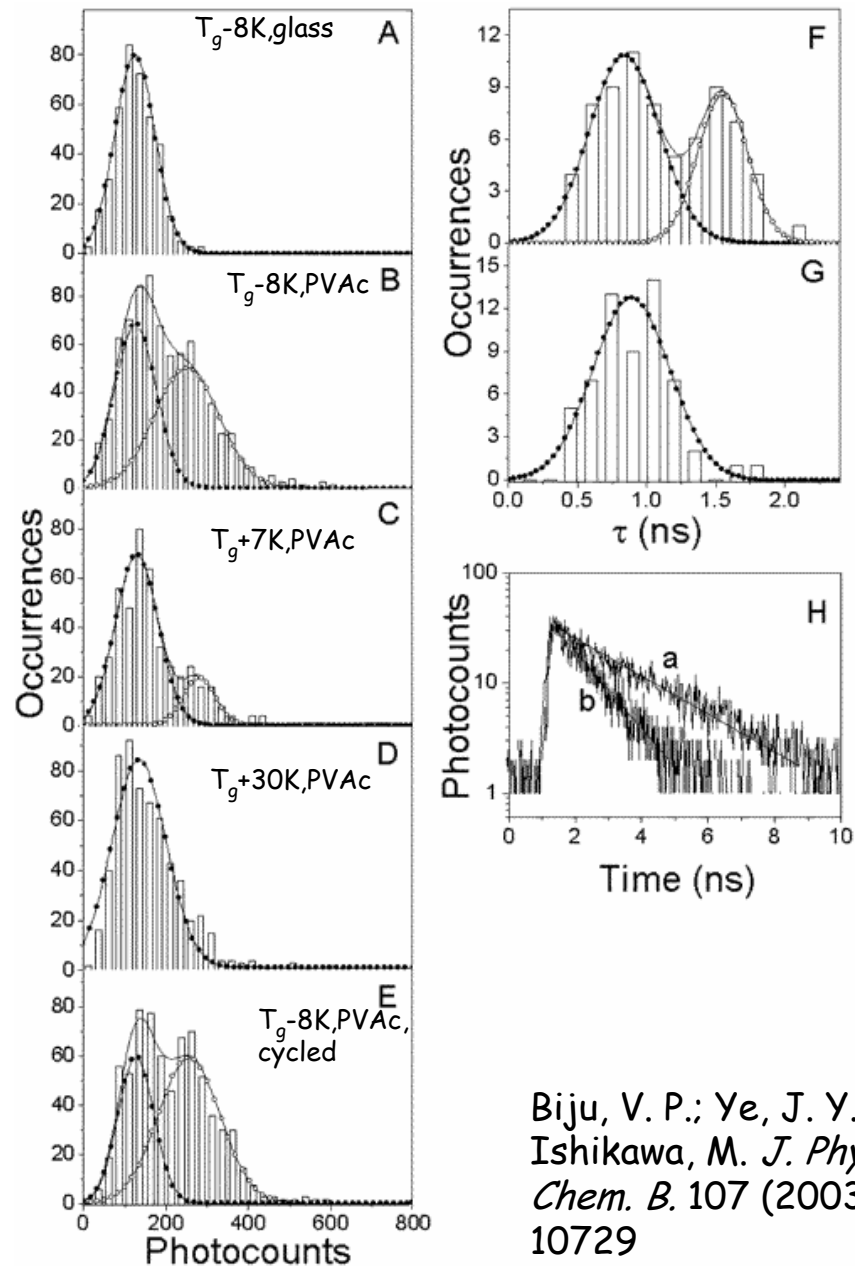 Tg-8K,glass
A
80
60
40
20
0
Tg-8K,PVAc
B
80
60
40
20
0
Tg+7K,PVAc
C
80
60
40
20
0
Tg+30K,PVAc
D
80
60
40
20
0
Tg-8K,PVAc,
cycled
E
80
60
40
20
0
0 200 400 600 800
Photocounts
Occurrences
F
12
9
6
3
0
G
15
12
9
6
3
0
0.0 0.5 1.0 1.5 2.0
τ (ns)
Occurrences
H
a
b
100
10
1
0 2 4 6 8 10
Time (ns)
Photocounts
Biju, V. P.; Ye, J. Y.
Ishikawa, M. J. Phy
Chem. B. 107 (2003
10729